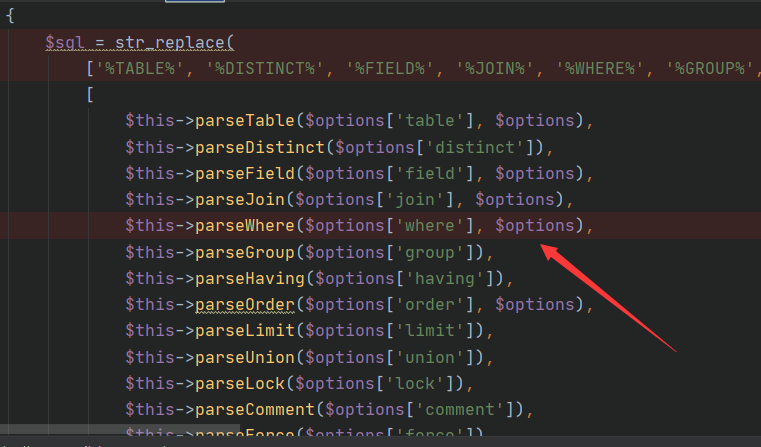 {
$sql = str_replace(
['%TABLE%', '%DISTINCT%', '%FIELD%', '%JOIN%', '%WHERE%', '%GROUP%',
[
$this->parseTable($options['table'], $options),
$this->parseDistinct($options['distinct']),
$this->parseField($options['field'], $options),
$this->parseJoin($options['join'], $options),
$this->parseWhere($options['where'], $options),
$this->parseGroup($options['group']),
$this->parseHaving($options['having']),
$this->parseOrder($options['order'], $options),
$this->parseLimit($options['limit']),
$this->parseUnion($options['union']),
$this->parseLock($options['lock']),
$this->parseComment($options['comment']),
$this->parseForce($options['force'])